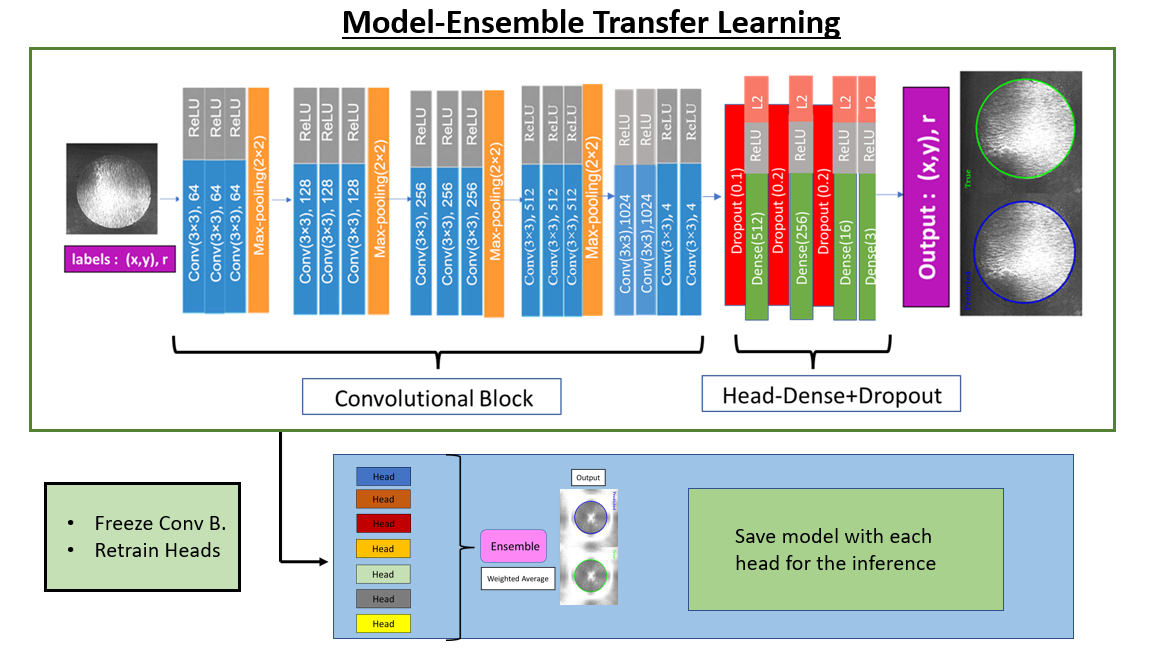 Model-Ensemble Transfer Learning
labels : (x,y), r
Conv(3×3), 64
ReLU
Conv(3×3), 64
ReLU
Conv(3×3), 64
ReLU
Max-pooling(2×2)
Conv(3×3), 128
ReLU
Conv(3×3), 128
ReLU
Conv(3×3), 128
ReLU
Max-pooling(2×2)
Conv(3×3), 256
ReLU
Conv(3×3), 256
ReLU
Conv(3×3), 256
ReLU
Max-pooling(2×2)
Conv(3×3), 512
ReLU
Conv(3×3), 512
ReLU
Conv(3×3), 512
ReLU
Max-pooling(2×2)
Conv(3x3),1024
ReLU
Conv(3x3),1024
ReLU
Conv(3×3), 4
ReLU
Conv(3×3), 4
ReLU
Dropout (0.1)
Dense(512)
ReLU
L2
Dropout (0.2)
Dense(256)
ReLU
L2
Dropout (0.2)
Dense(16)
ReLU
L2
Dense(3)
ReLU
L2
Output : (x,y), r
True
Predicted
Convolutional Block
Head-Dense+Dropout
• Freeze Conv B.
• Retrain Heads
Head
Head
Head
Head
Head
Head
Head
Ensemble
Weighted Average
Output
Predicted
Save model with each
head for the inference